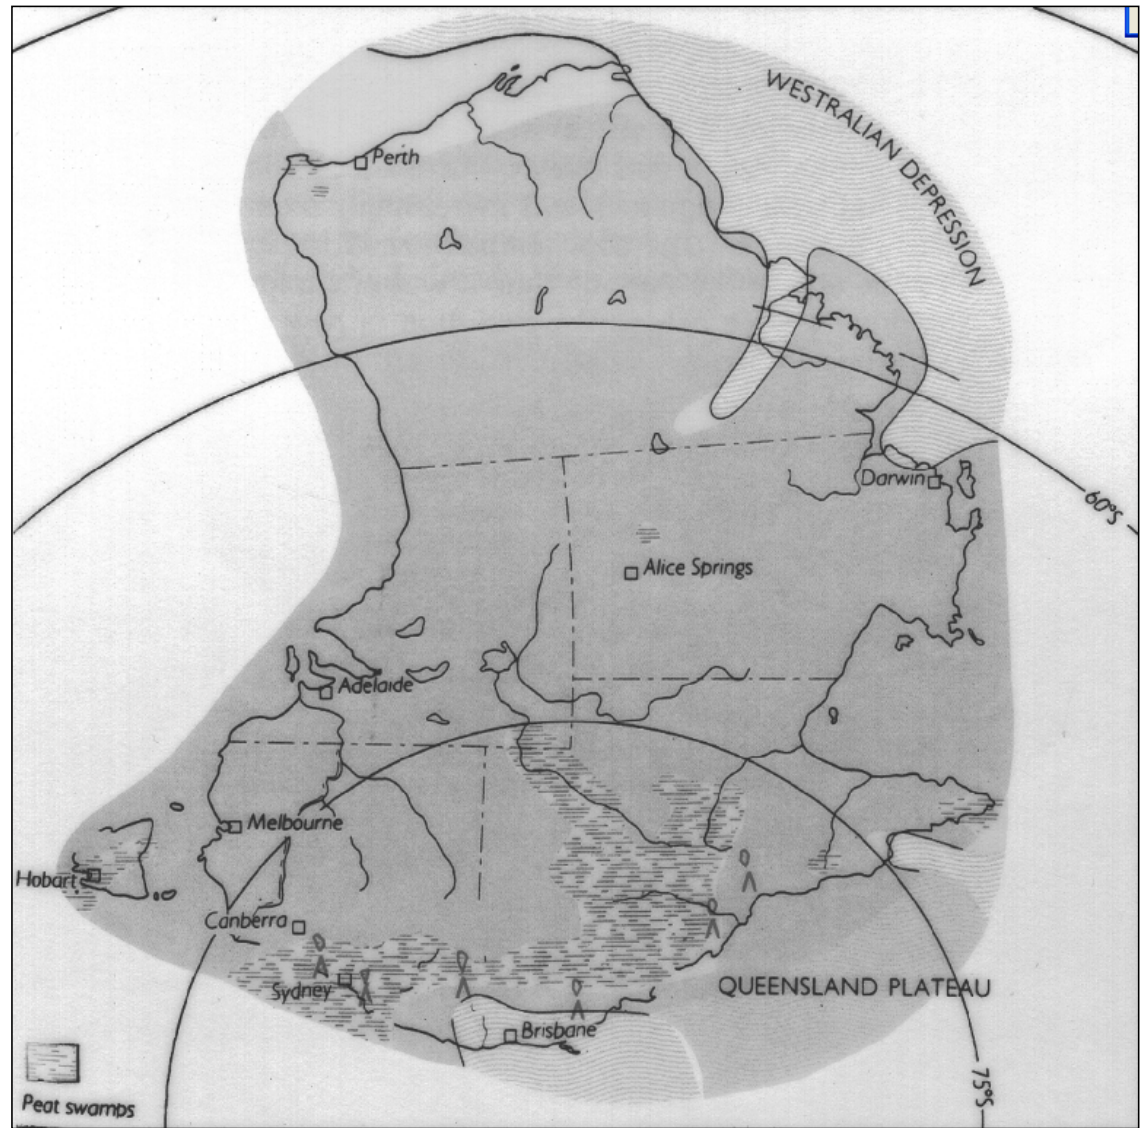 WESTRALIAN DEPRESSION
Perth
60°S
Darwin
Alice Springs
Adelaide
Melbourne
Hobart
Canberra
Sydney
QUEENSLAND PLATEAU
Brisbane
75°S
Peat swamps